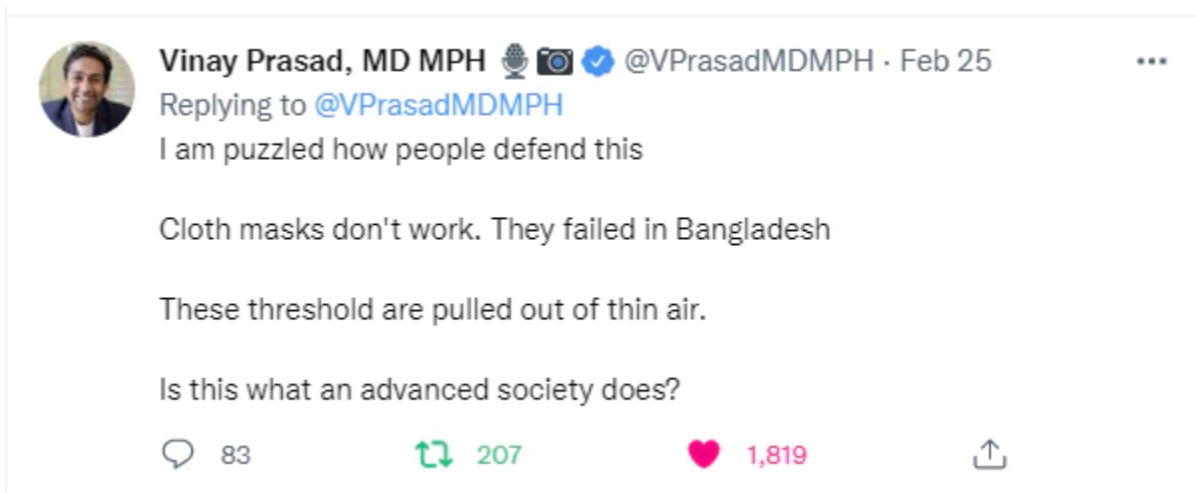 Vinay Prasad, MD MPH 🎙️📷 @VPrasadMDMPH · Feb 25
Replying to @VPrasadMDMPH
I am puzzled how people defend this
Cloth masks don't work. They failed in Bangladesh
These threshold are pulled out of thin air.
Is this what an advanced society does?
83 207 1,819